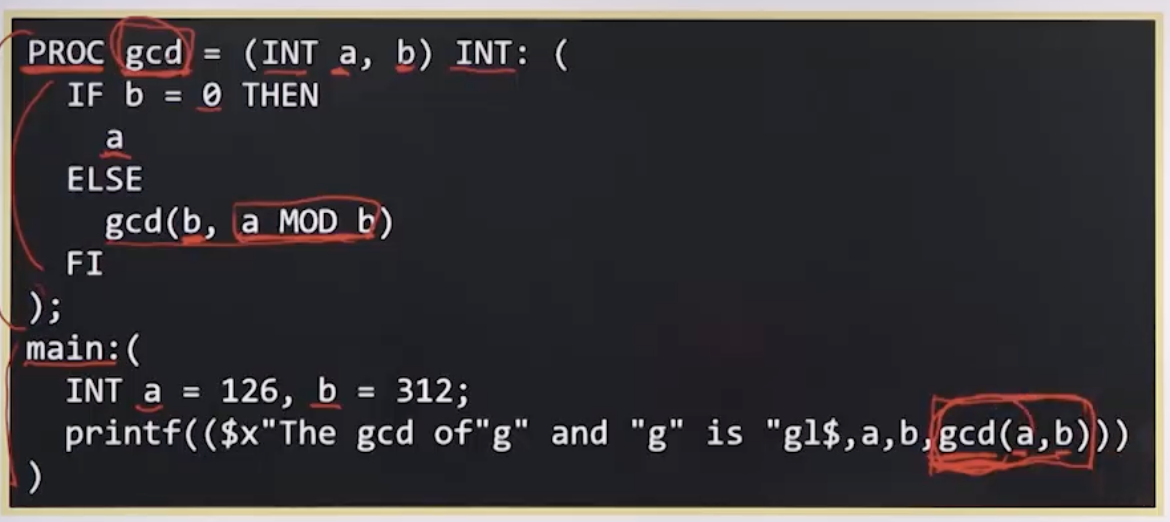 PROC gcd = (INT a, b) INT: (
IF b = 0 THEN
a
ELSE
gcd(b, a MOD b)
FI
);
main:(
INT a = 126, b = 312;
printf(($x"The gcd of"g" and "g" is "gl$,a,b,gcd(a,b)))
)